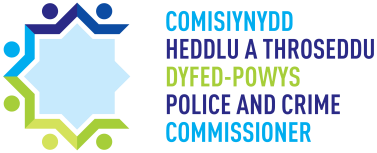 COMISIYNYDD
HEDDLU A THROSEDDU
DYFED-POWYS
POLICE AND CRIME
COMMISSIONER